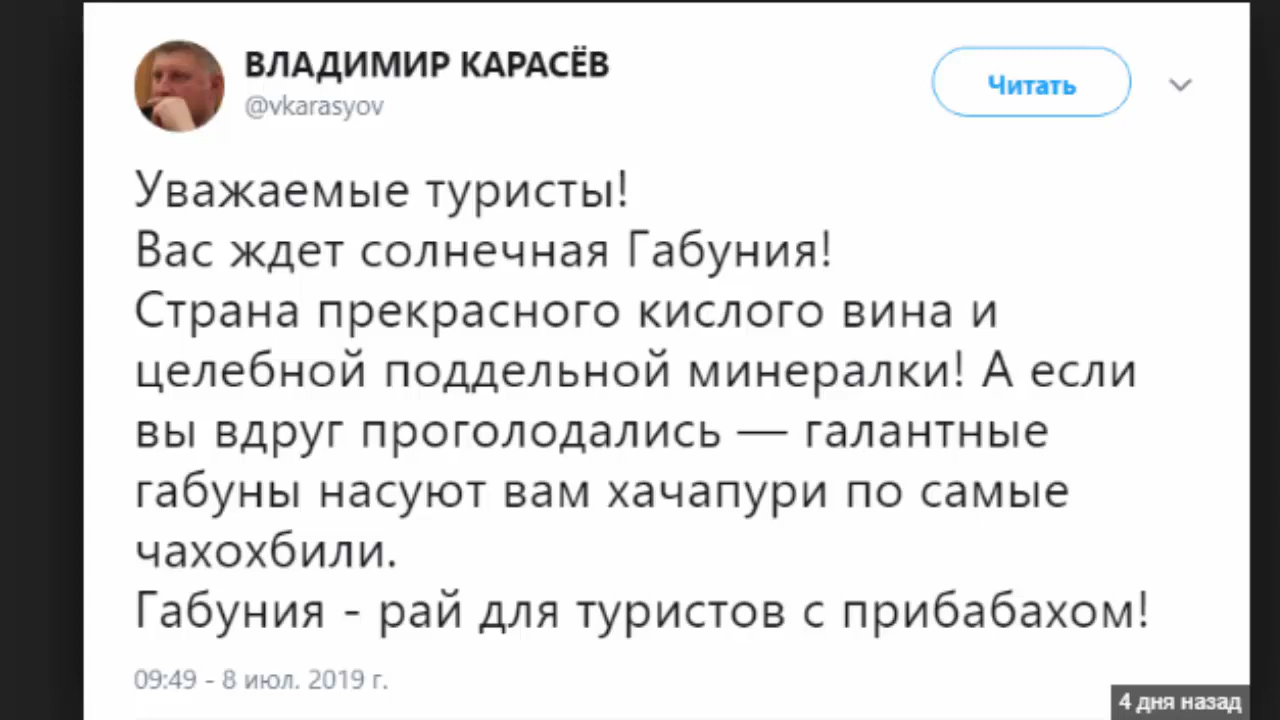 ВЛАДИМИР КАРАСЁВ
@vkarasyov
Читать
Уважаемые туристы!
Вас ждет солнечная Габуния!
Страна прекрасного кислого вина и
целебной поддельной минералки! А если
вы вдруг проголодались — галантные
габуны насуют вам хачапури по самые
чахохбили.
Габуния - рай для туристов с прибабахом!
09:49 - 8 июл. 2019 г.
4 дня назад